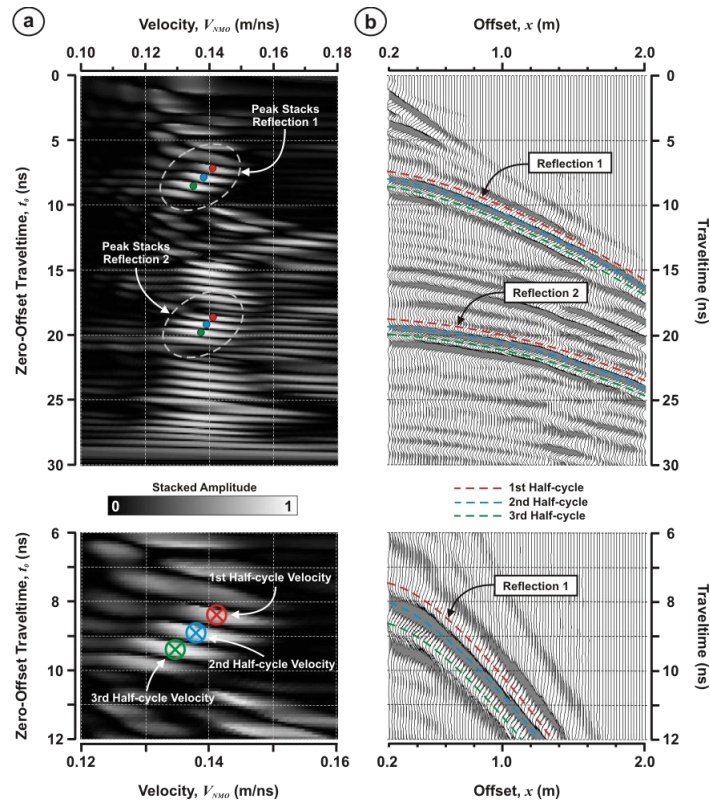 a
Velocity, V_NMO (m/ns)
0.10 0.12 0.14 0.16 0.18
Zero-Offset Traveltime, t₀ (ns)
0
5
10
15
20
25
30
Peak Stacks
Reflection 1
Peak Stacks
Reflection 2
b
Offset, x (m)
0.2 1.0 2.0
Reflection 1
Reflection 2
0
5
10
15
20
25
30
Traveltime (ns)
Stacked Amplitude
0 1
1st Half-cycle
2nd Half-cycle
3rd Half-cycle
Zero-Offset Traveltime, t₀ (ns)
6
8
10
12
1st Half-cycle Velocity
2nd Half-cycle Velocity
3rd Half-cycle Velocity
0.12 0.14 0.16
Velocity, V_NMO (m/ns)
Reflection 1
6
8
10
12
Traveltime (ns)
0.2 1.0 2.0
Offset, x (m)